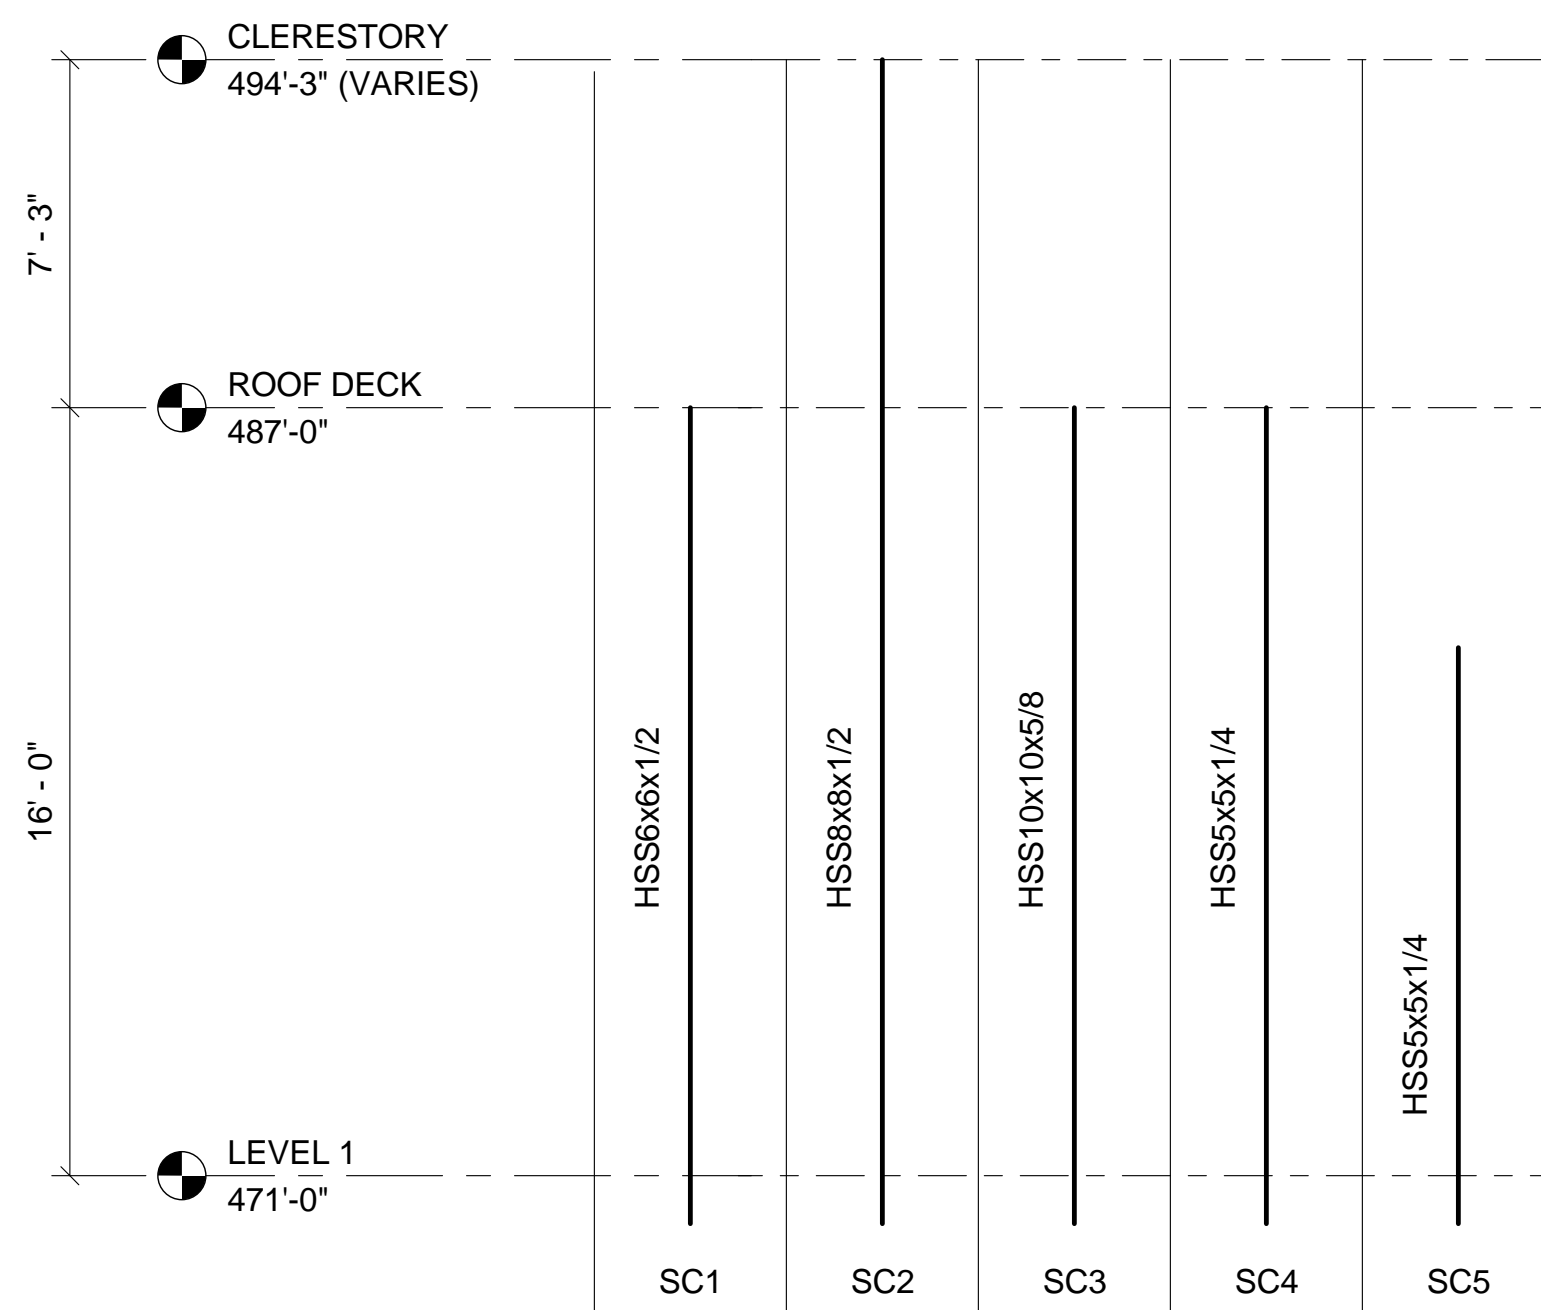 CLERESTORY
494'-3" (VARIES)
7' - 3"
ROOF DECK
487'-0"
16' - 0"
HSS6x6x1/2
HSS8x8x1/2
HSS10x10x5/8
HSS5x5x1/4
HSS5x5x1/4
LEVEL 1
471'-0"
SC1
SC2
SC3
SC4
SC5